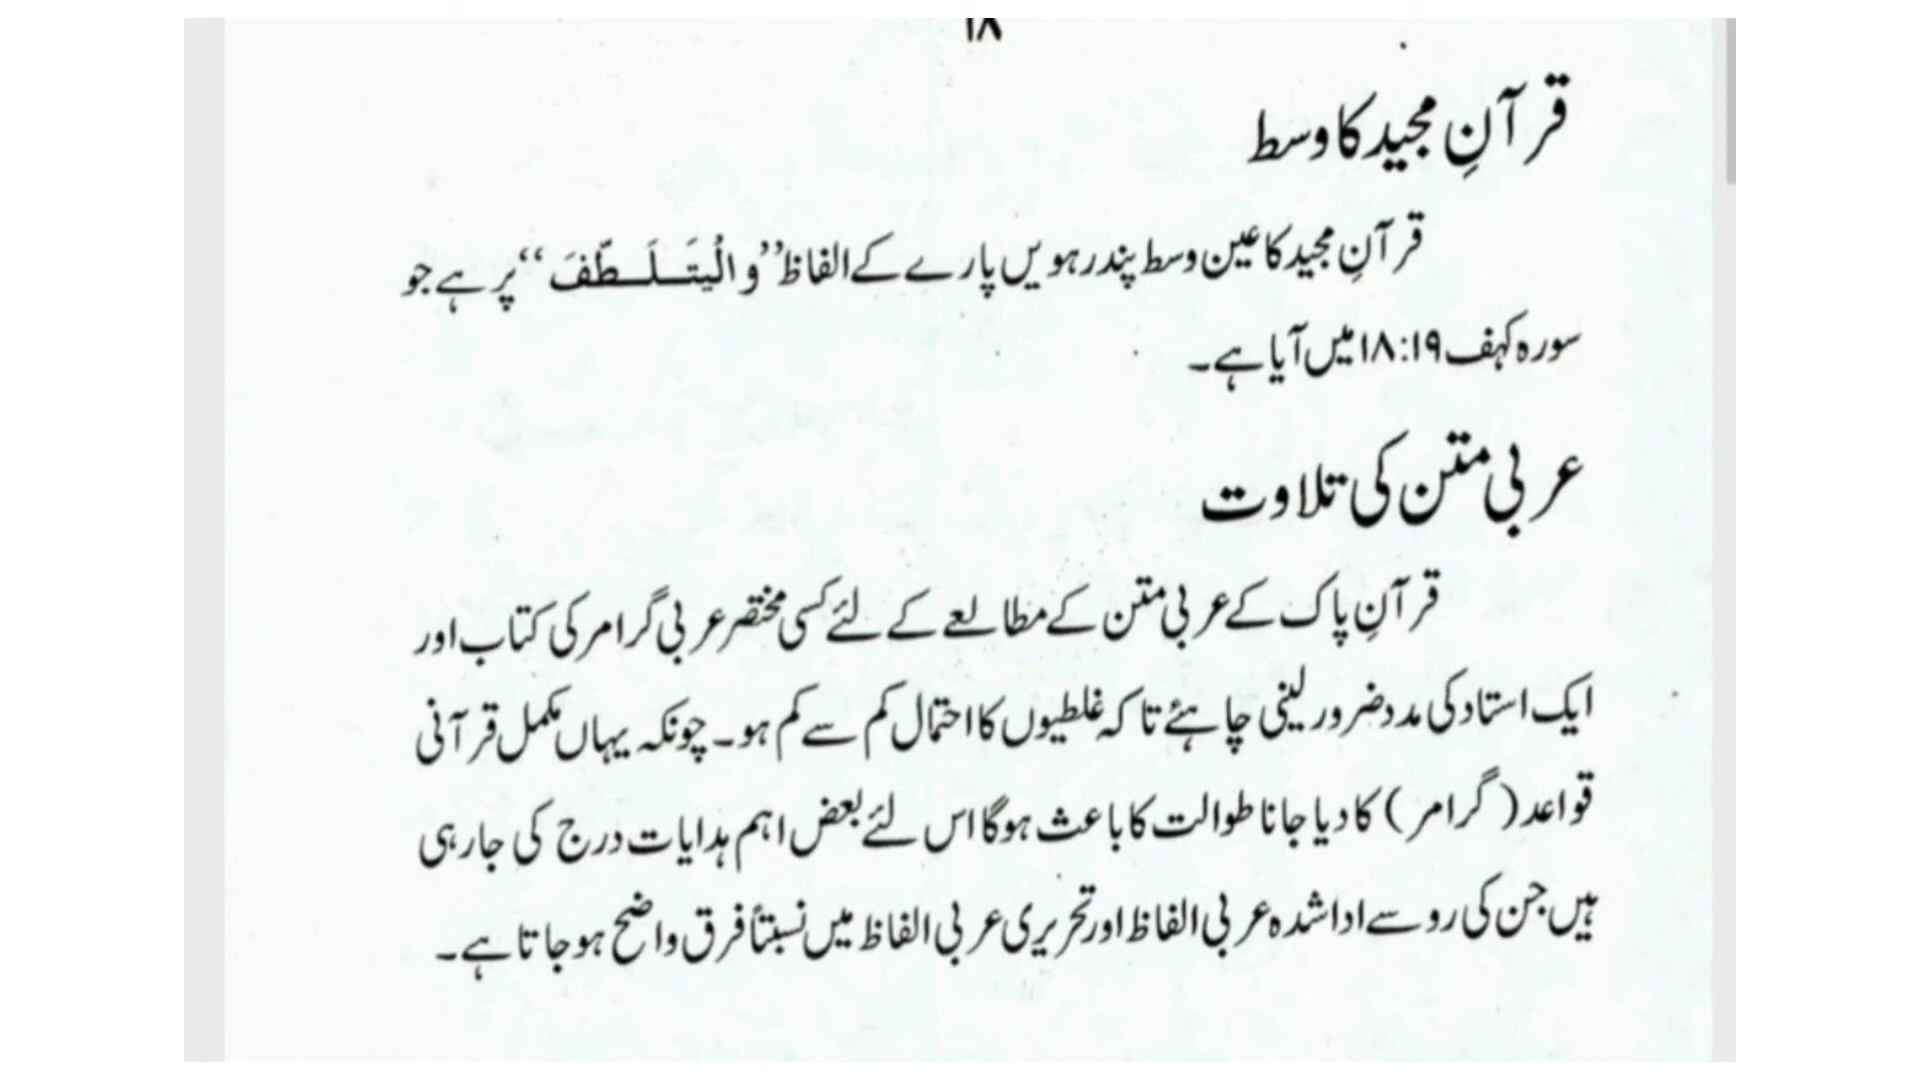 ۱۸
قرآنِ مجید کا وسط
قرآنِ مجید کا عین وسط پندرہویں پارے کے الفاظ ’’وَالْیَتَلَطَّفَ‘‘ پر ہے جو
سورہ کہف ۱۸:۱۹ میں آیا ہے۔
عربی متن کی تلاوت
قرآنِ پاک کے عربی متن کے مطالعے کے لئے کسی مختصر عربی گرامر کی کتاب اور
ایک استاد کی مدد ضرور لینی چاہئے تاکہ غلطیوں کا احتمال کم سے کم ہو۔ چونکہ یہاں مکمل قرآنی
قواعد (گرامر) کا دیا جانا طوالت کا باعث ہوگا اس لئے بعض اہم ہدایات درج کی جارہی
ہیں جن کی رو سے ادا شدہ عربی الفاظ اور تحریری عربی الفاظ میں نسبتاً فرق واضح ہوجاتا ہے۔